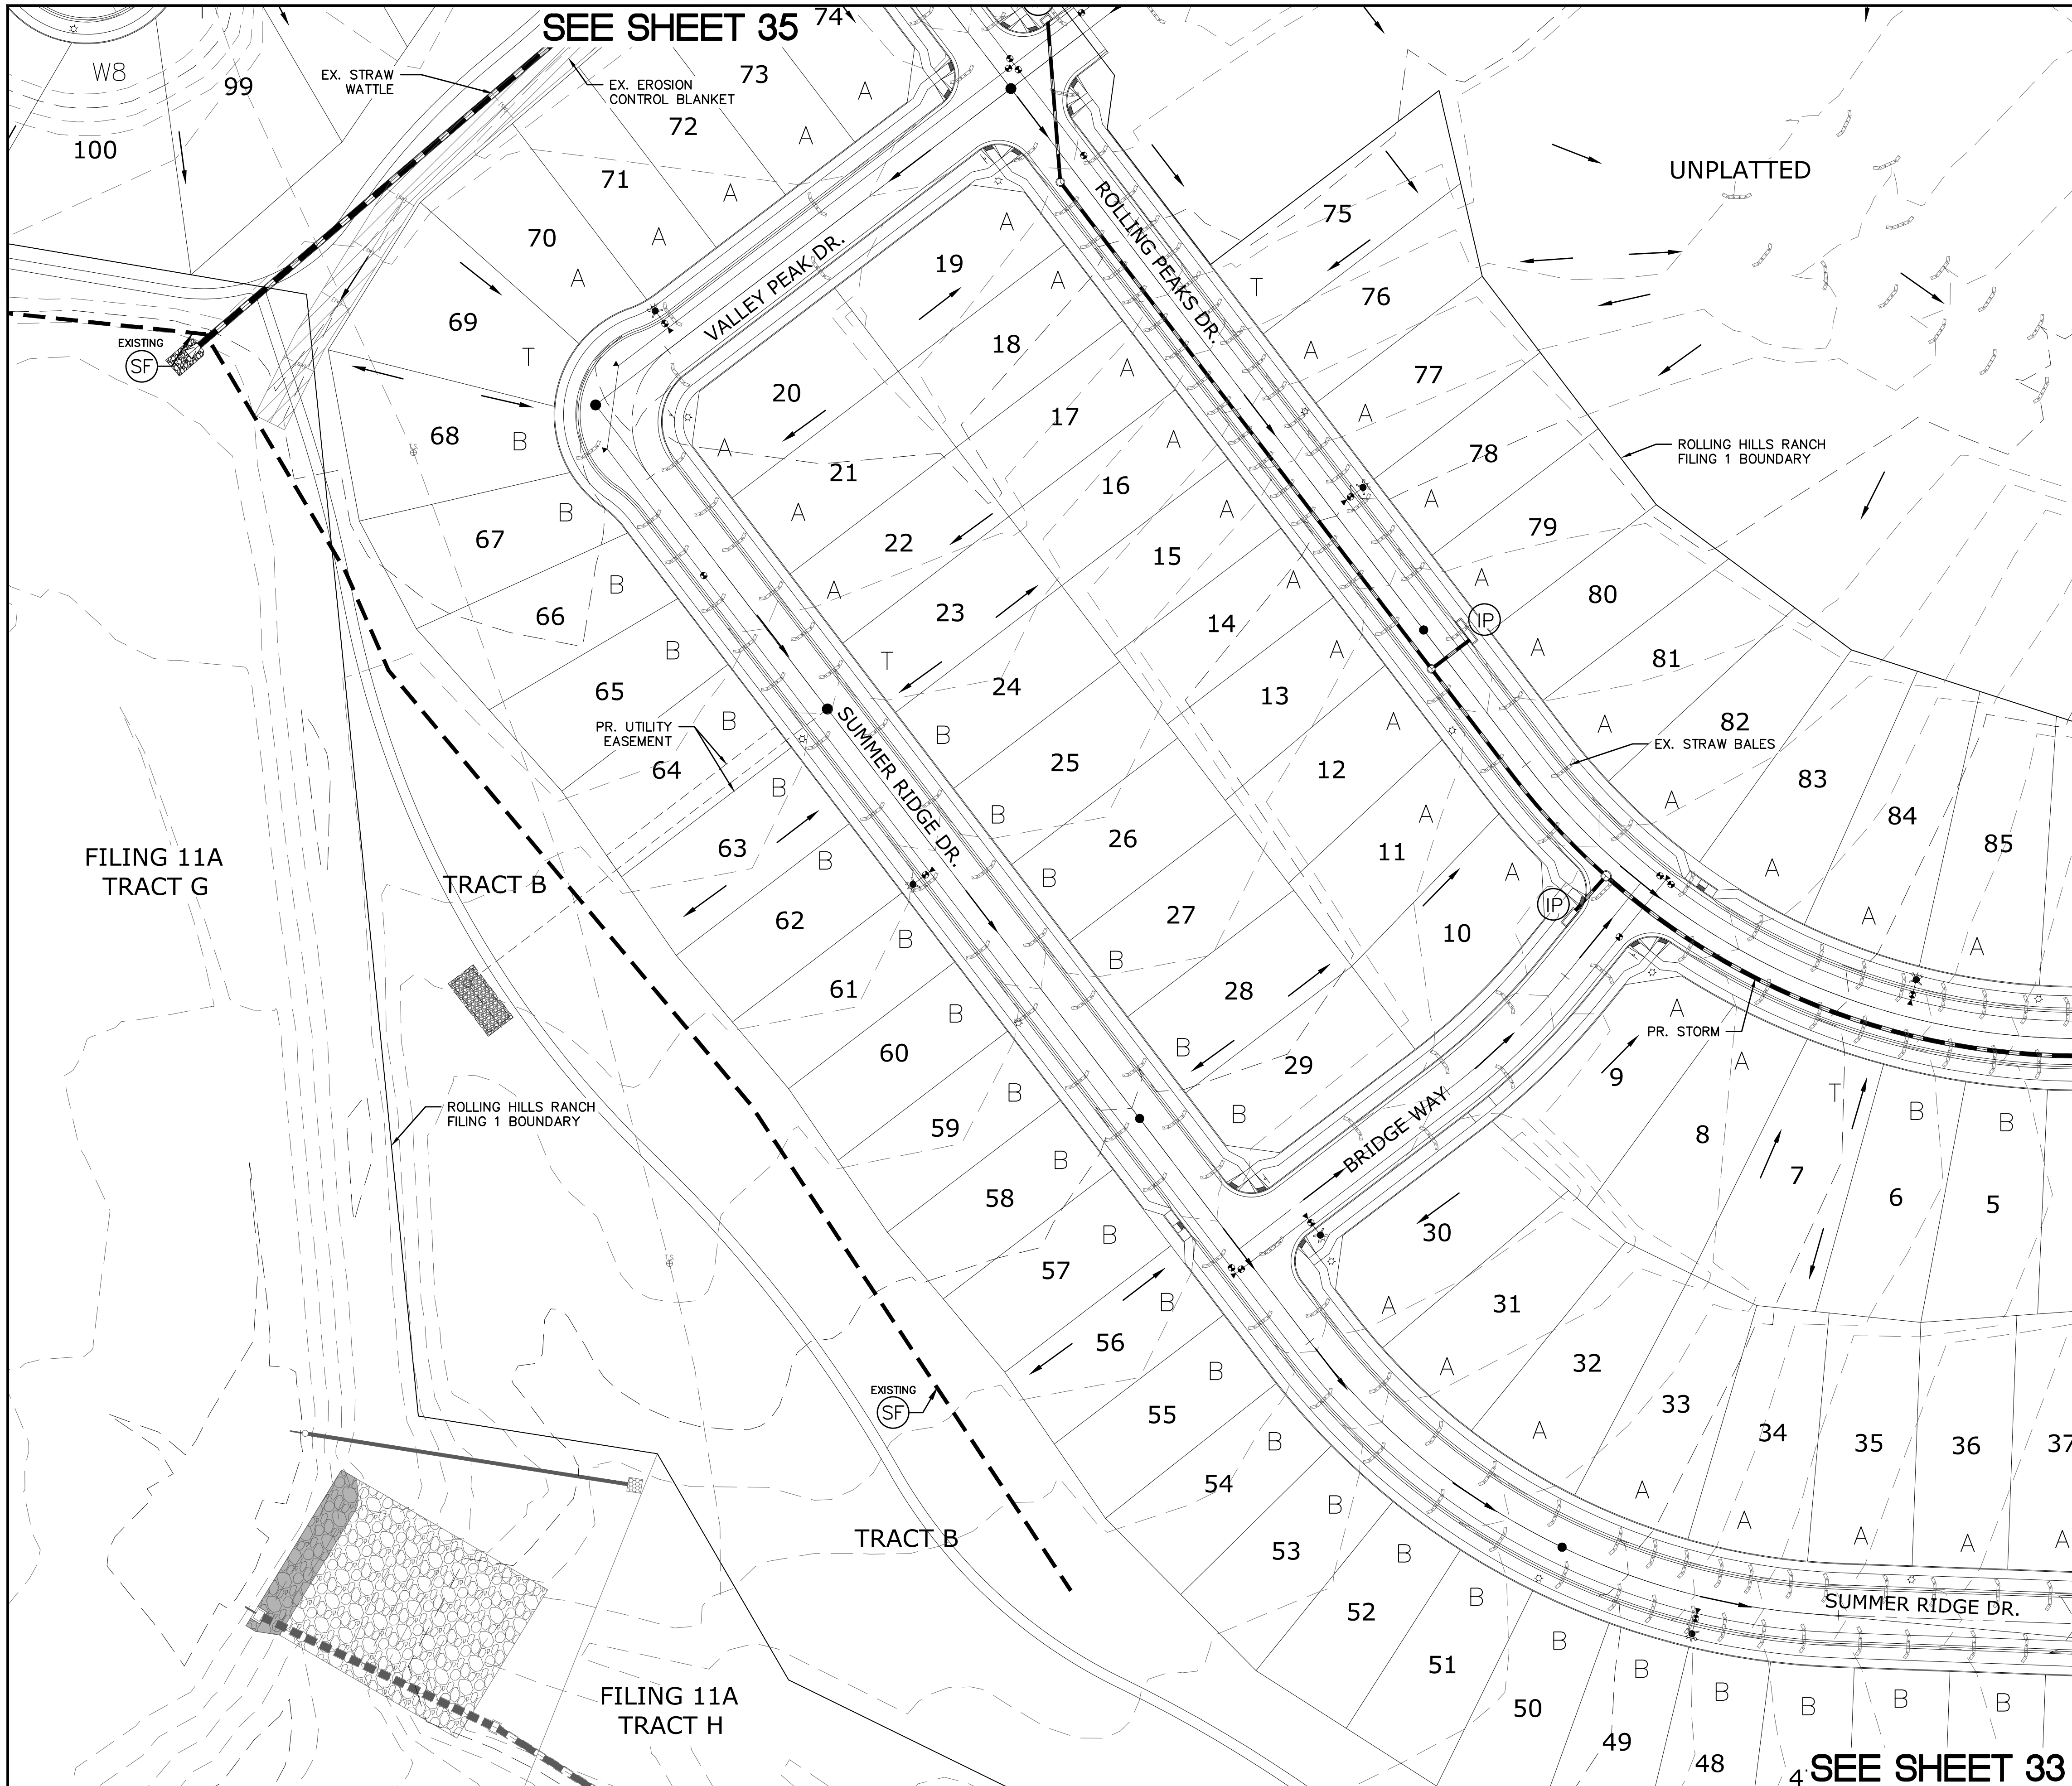 SEE SHEET 35
74
W8
99
100
EX. STRAW
WATTLE
EX. EROSION
CONTROL BLANKET
73
A
72
A
71
A
70
A
A
69
T
EXISTING
SF
68
B
67
B
66
B
65
B
PR. UTILITY
EASEMENT
64
B
B
63
B
62
B
61
B
60
B
59
B
58
B
57
B
56
B
55
B
54
B
53
B
52
B
51
B
50
B
49
B
48
B
B
B
4
VALLEY PEAK DR.
ROLLING PEAKS DR.
UNPLATTED
19
A
18
A
17
A
16
A
15
A
14
A
13
A
12
A
11
A
10
A
20
A
21
A
22
A
23
T
24
B
25
B
26
B
27
B
28
B
29
B
75
T
76
A
77
A
78
A
79
A
80
A
81
A
82
A
83
A
84
A
85
A
ROLLING HILLS RANCH
FILING 1 BOUNDARY
IP
EX. STRAW BALES
SUMMER RIDGE DR.
FILING 11A
TRACT G
TRACT B
IP
PR. STORM
BRIDGE WAY
ROLLING HILLS RANCH
FILING 1 BOUNDARY
9
A
8
A
7
T
6
B
5
B
30
A
31
A
32
A
33
A
34
A
35
A
36
A
37
A
EXISTING
SF
TRACT B
SUMMER RIDGE DR.
FILING 11A
TRACT H
SEE SHEET 33